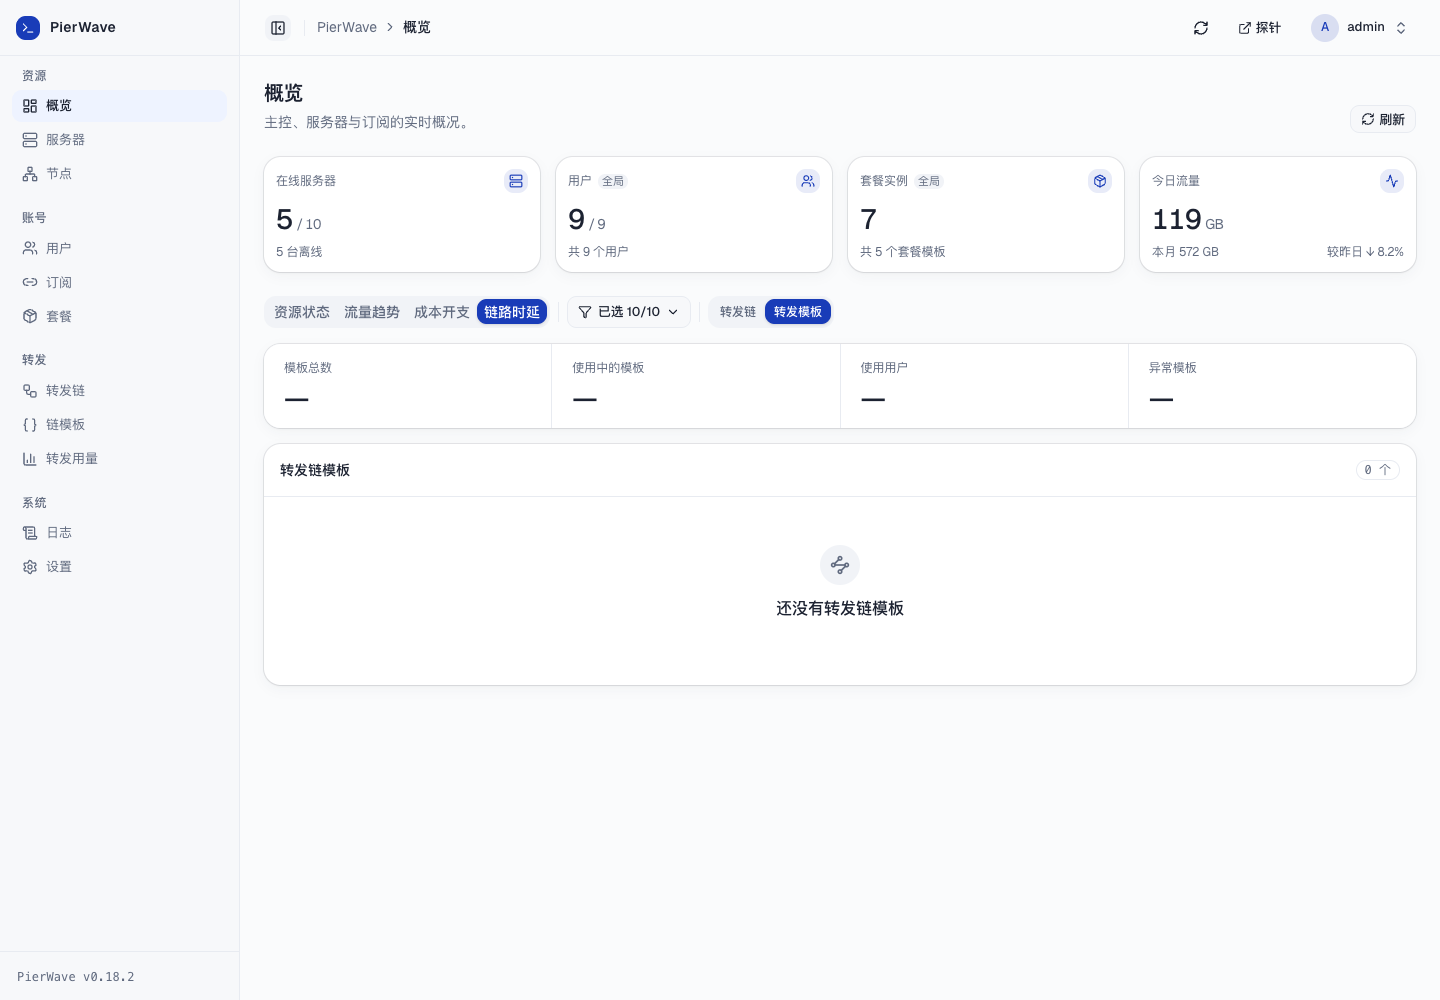 PierWave
PierWave
概览
探针
A
admin
资源
概览
服务器
节点
账号
用户
订阅
套餐
转发
转发链
链模板
转发用量
系统
日志
设置
PierWave v0.18.2
概览
主控、服务器与订阅的实时概况。
刷新
在线服务器
5 / 10
5 台离线
用户 全局
9 / 9
共 9 个用户
套餐实例 全局
7
共 5 个套餐模板
今日流量
119 GB
本月 572 GB 较昨日 ↓ 8.2%
资源状态 流量趋势 成本开支 链路时延 已选 10/10 转发链 转发模板
模板总数
—
使用中的模板
—
使用用户
—
异常模板
—
转发链模板
0 个
还没有转发链模板